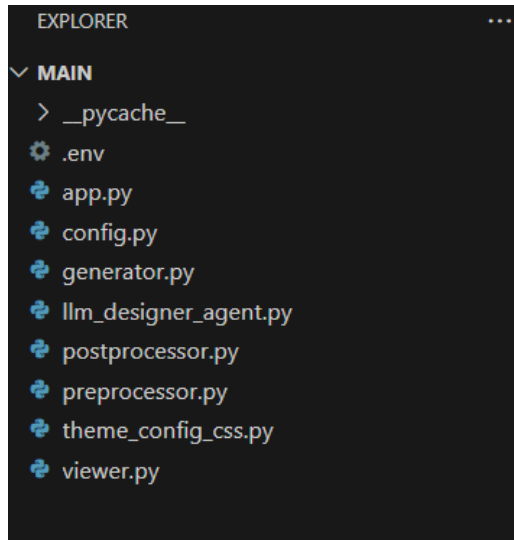 EXPLORER ...
MAIN
__pycache__
.env
app.py
config.py
generator.py
llm_designer_agent.py
postprocessor.py
preprocessor.py
theme_config_css.py
viewer.py